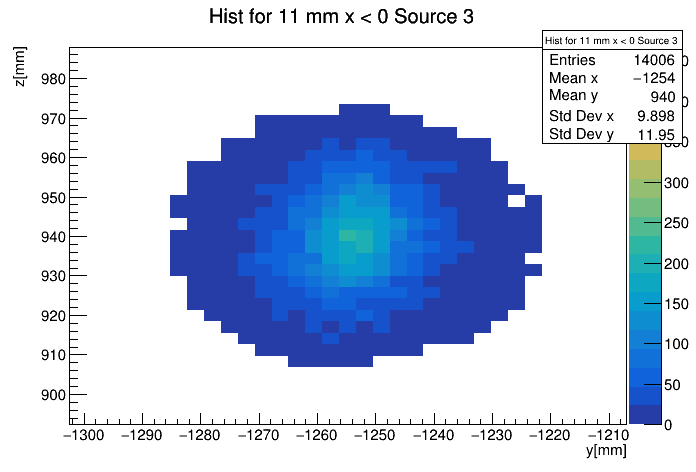 Hist for 11 mm x < 0 Source 3
z[mm]
Hist for 11 mm x < 0 Source 3
Entries 14006
Mean x −1254
Mean y 940
Std Dev x 9.898
Std Dev y 11.95
980
970
960
950
940
930
920
910
900
−1300 −1290 −1280 −1270 −1260 −1250 −1240 −1230 −1220 −1210
y[mm]
350
300
250
200
150
100
50
0